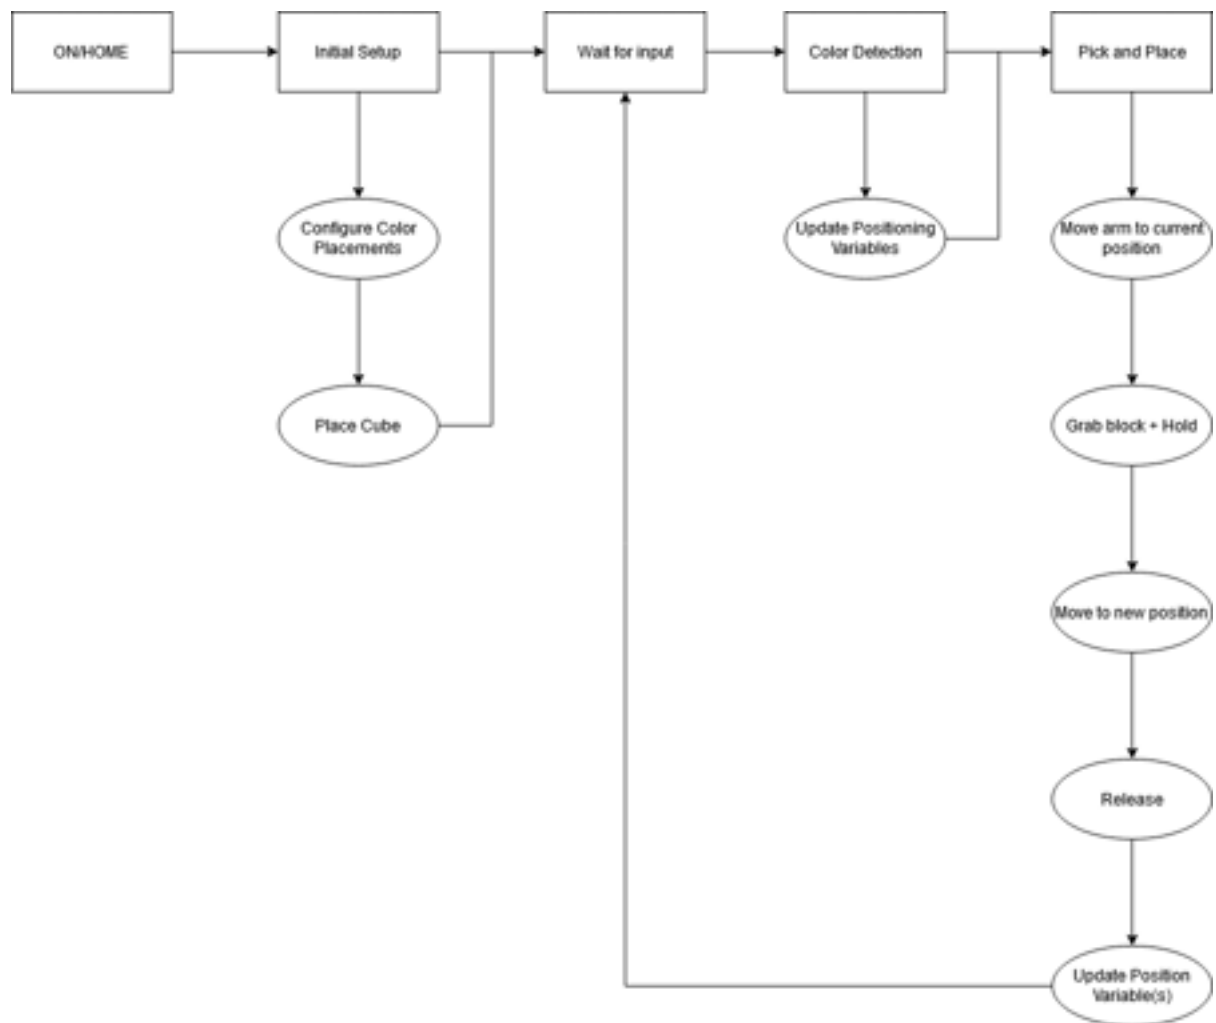 ON/HOME
Initial Setup
Wait for input
Color Detection
Pick and Place
Configure Color
Placements
Update Positioning
Variables
Move arm to current
position
Place Cube
Grab block + Hold
Move to new position
Release
Update Position
Variable(s)